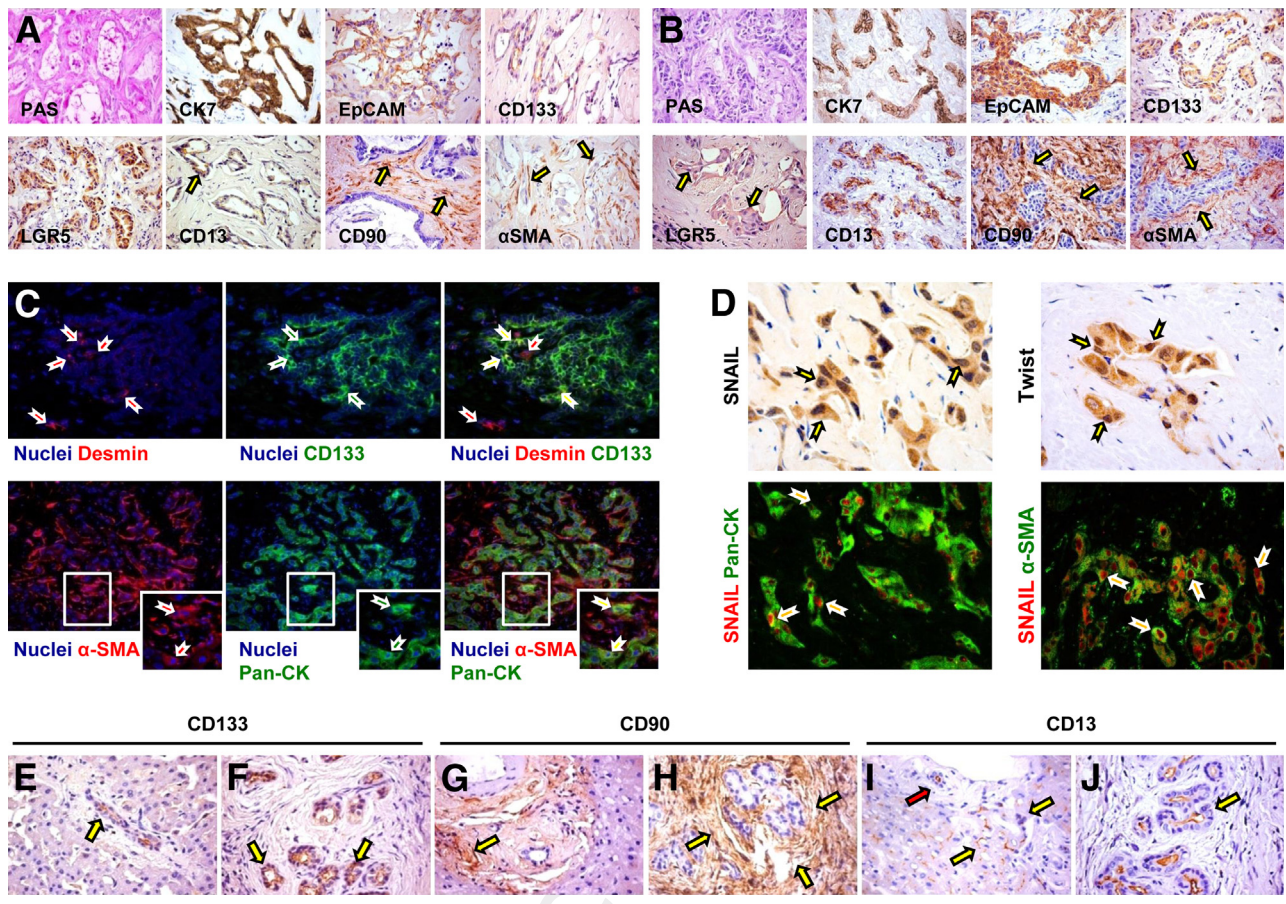 A
PAS
CK7
EpCAM
CD133
LGR5
CD13
CD90
αSMA
B
PAS
CK7
EpCAM
CD133
LGR5
CD13
CD90
αSMA
C
Nuclei Desmin
Nuclei CD133
Nuclei Desmin CD133
Nuclei α-SMA
Nuclei
Pan-CK
Nuclei α-SMA
Pan-CK
D
SNAIL
Twist
SNAIL Pan-CK
SNAIL α-SMA
CD133
CD90
CD13
E
F
G
H
I
J